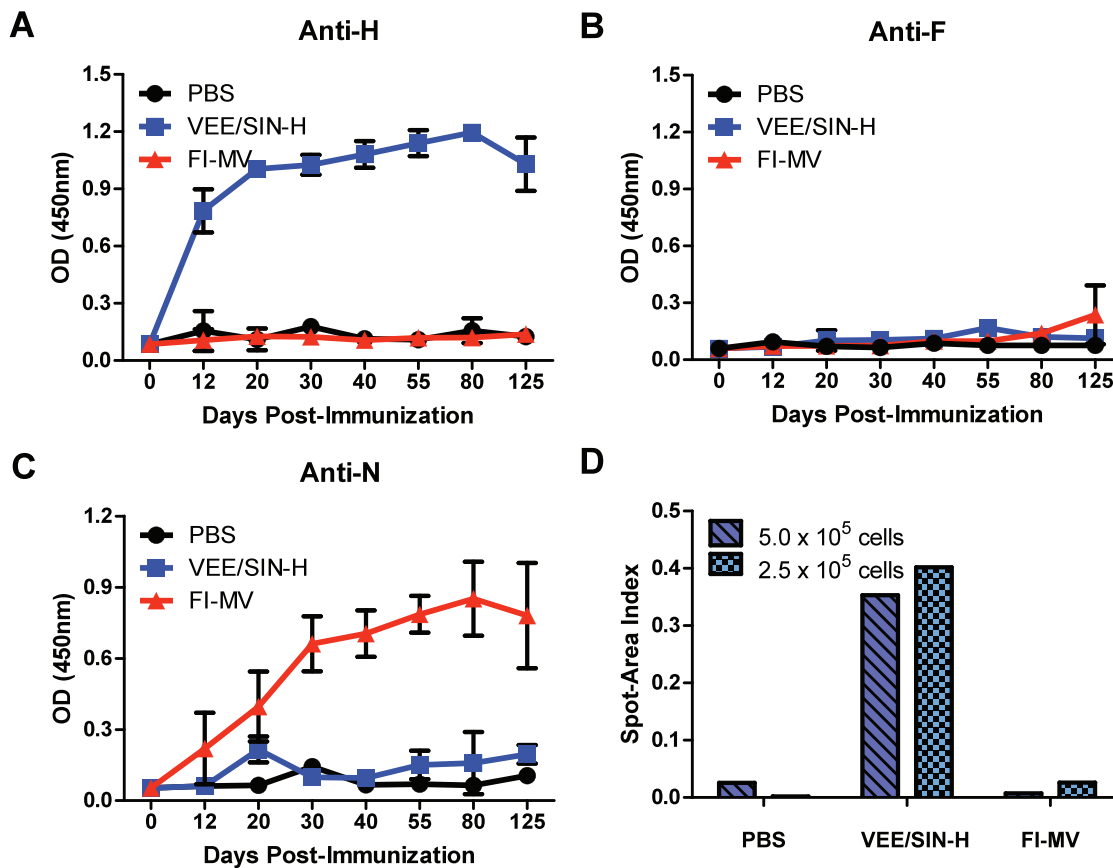 A
Anti-H
OD (450nm)
1.5
1.2
0.9
0.6
0.3
0.0
PBS
VEE/SIN-H
FI-MV
0 12 20 30 40 55 80 125
Days Post-Immunization
B
Anti-F
OD (450nm)
1.5
1.2
0.9
0.6
0.3
0.0
PBS
VEE/SIN-H
FI-MV
0 12 20 30 40 55 80 125
Days Post-Immunization
C
Anti-N
OD (450nm)
1.2
0.9
0.6
0.3
0.0
PBS
VEE/SIN-H
FI-MV
0 12 20 30 40 55 80 125
Days Post-Immunization
D
Spot-Area Index
0.5
0.4
0.3
0.2
0.1
0.0
5.0 x 10⁵ cells
2.5 x 10⁵ cells
PBS VEE/SIN-H FI-MV